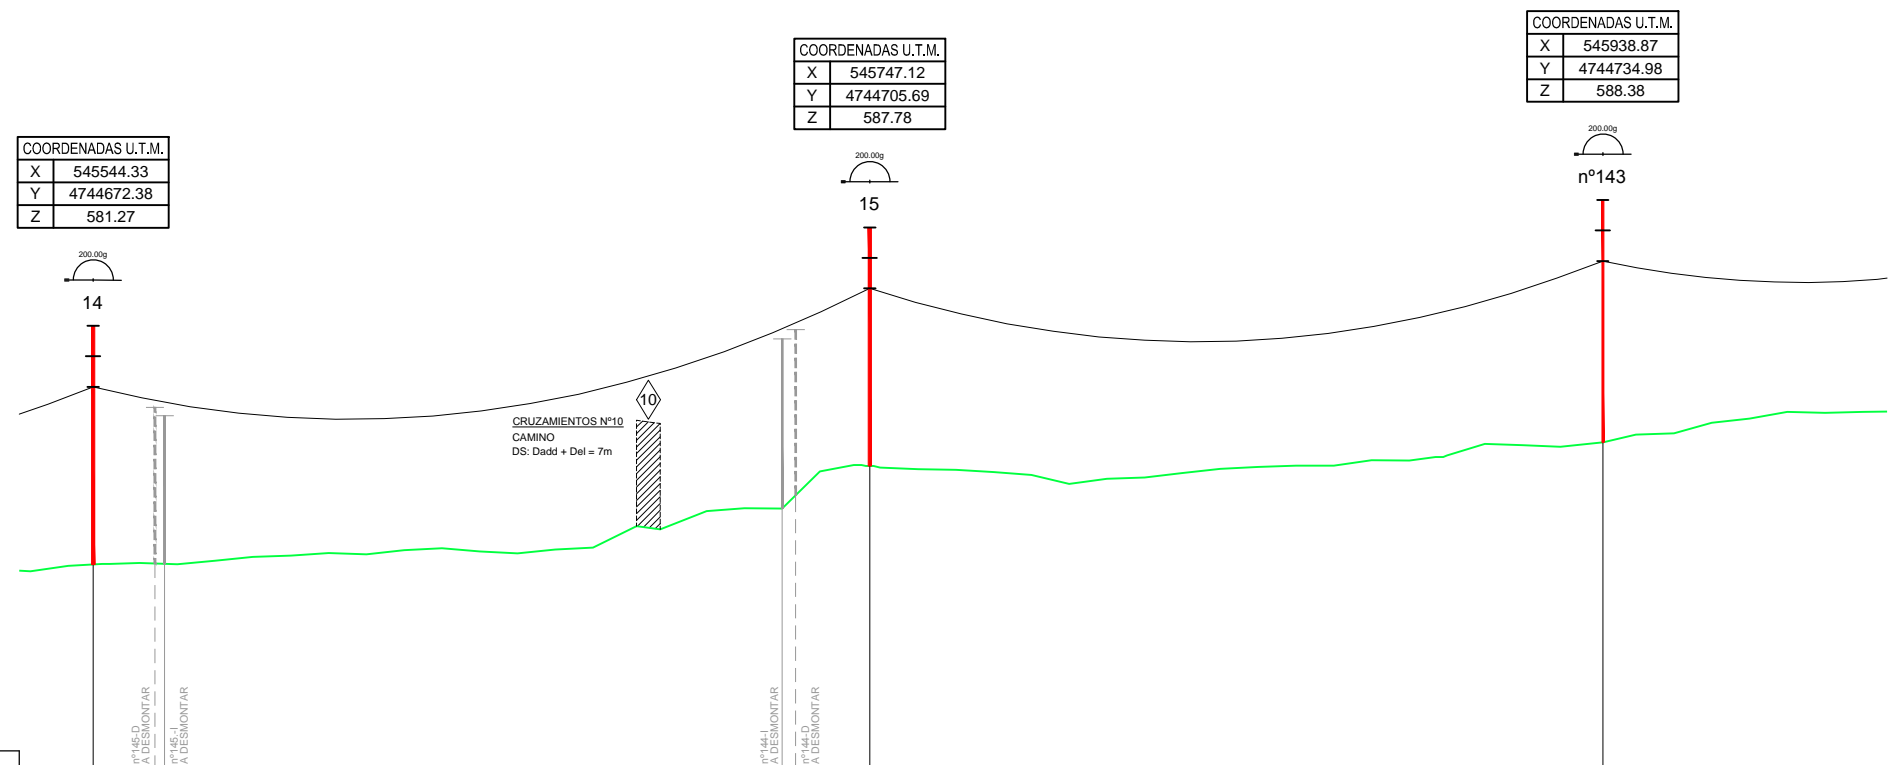 COORDENADAS U.T.M.
X 545544.33
Y 4744672.38
Z 581.27
200.00g
14
COORDENADAS U.T.M.
X 545747.12
Y 4744705.69
Z 587.78
200.00g
15
COORDENADAS U.T.M.
X 545938.87
Y 4744734.98
Z 588.38
200.00g
nº143
10
CRUZAMIENTOS Nº10
CAMINO
DS: Dadd + Del = 7m
nº145-D
A DESMONTAR
nº145.-I
A DESMONTAR
nº144-I
A DESMONTAR
nº144-D
A DESMONTAR